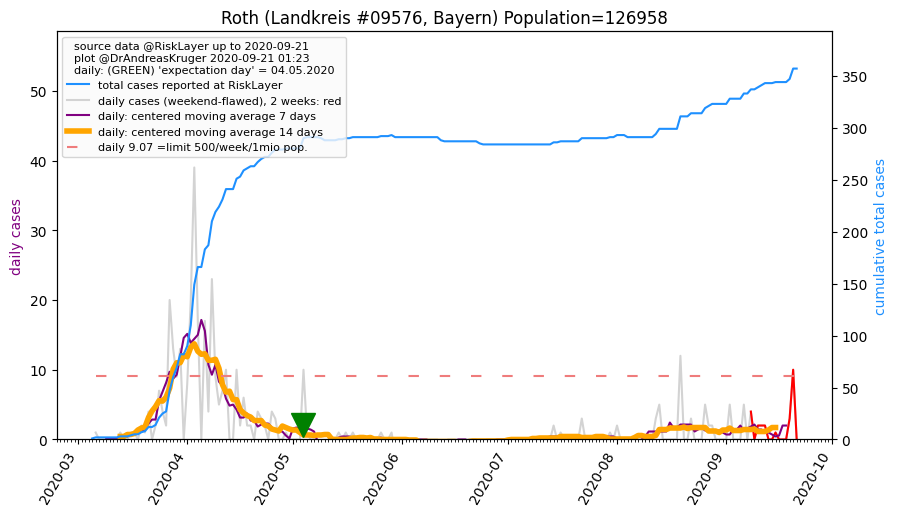 Roth (Landkreis #09576, Bayern) Population=126958
source data @RiskLayer up to 2020-09-21
plot @DrAndreasKruger 2020-09-21 01:23
daily: (GREEN) 'expectation day' = 04.05.2020
total cases reported at RiskLayer
daily cases (weekend-flawed), 2 weeks: red
daily: centered moving average 7 days
daily: centered moving average 14 days
daily 9.07 =limit 500/week/1mio pop.
daily cases
50
40
30
20
10
0
cumulative total cases
350
300
250
200
150
100
50
0
2020-03
2020-04
2020-05
2020-06
2020-07
2020-08
2020-09
2020-10